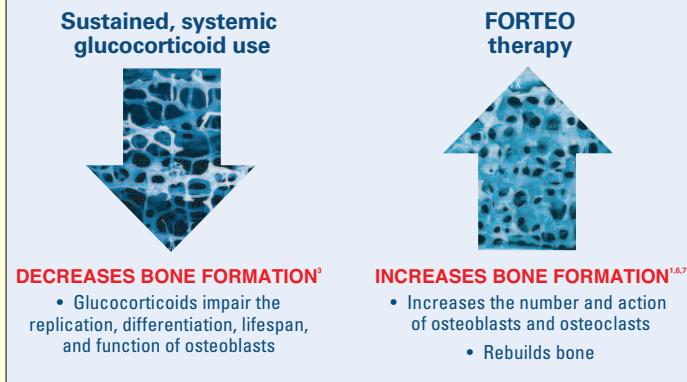 Sustained, systemic
glucocorticoid use
DECREASES BONE FORMATION³
• Glucocorticoids impair the
replication, differentiation, lifespan,
and function of osteoblasts
FORTEO
therapy
INCREASES BONE FORMATION¹,⁶,⁷
• Increases the number and action
of osteoblasts and osteoclasts
• Rebuilds bone